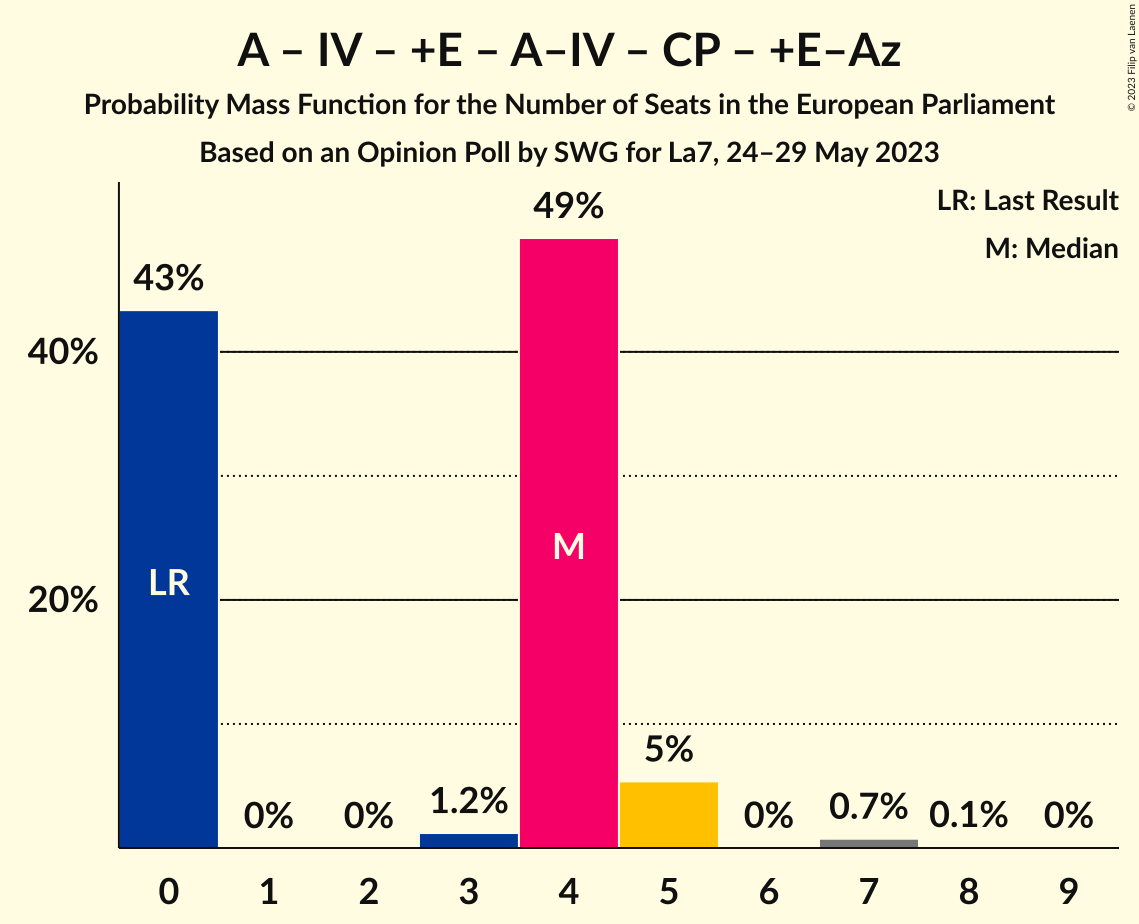 A – IV – +E – A–IV – CP – +E–Az
Probability Mass Function for the Number of Seats in the European Parliament
Based on an Opinion Poll by SWG for La7, 24–29 May 2023
© 2023 Filip van Laenen
LR: Last Result
M: Median
49%
43%
40%
M
LR
20%
5%
1.2%
0.7%
0.1%
0%
0%
0%
0%
0 1 2 3 4 5 6 7 8 9